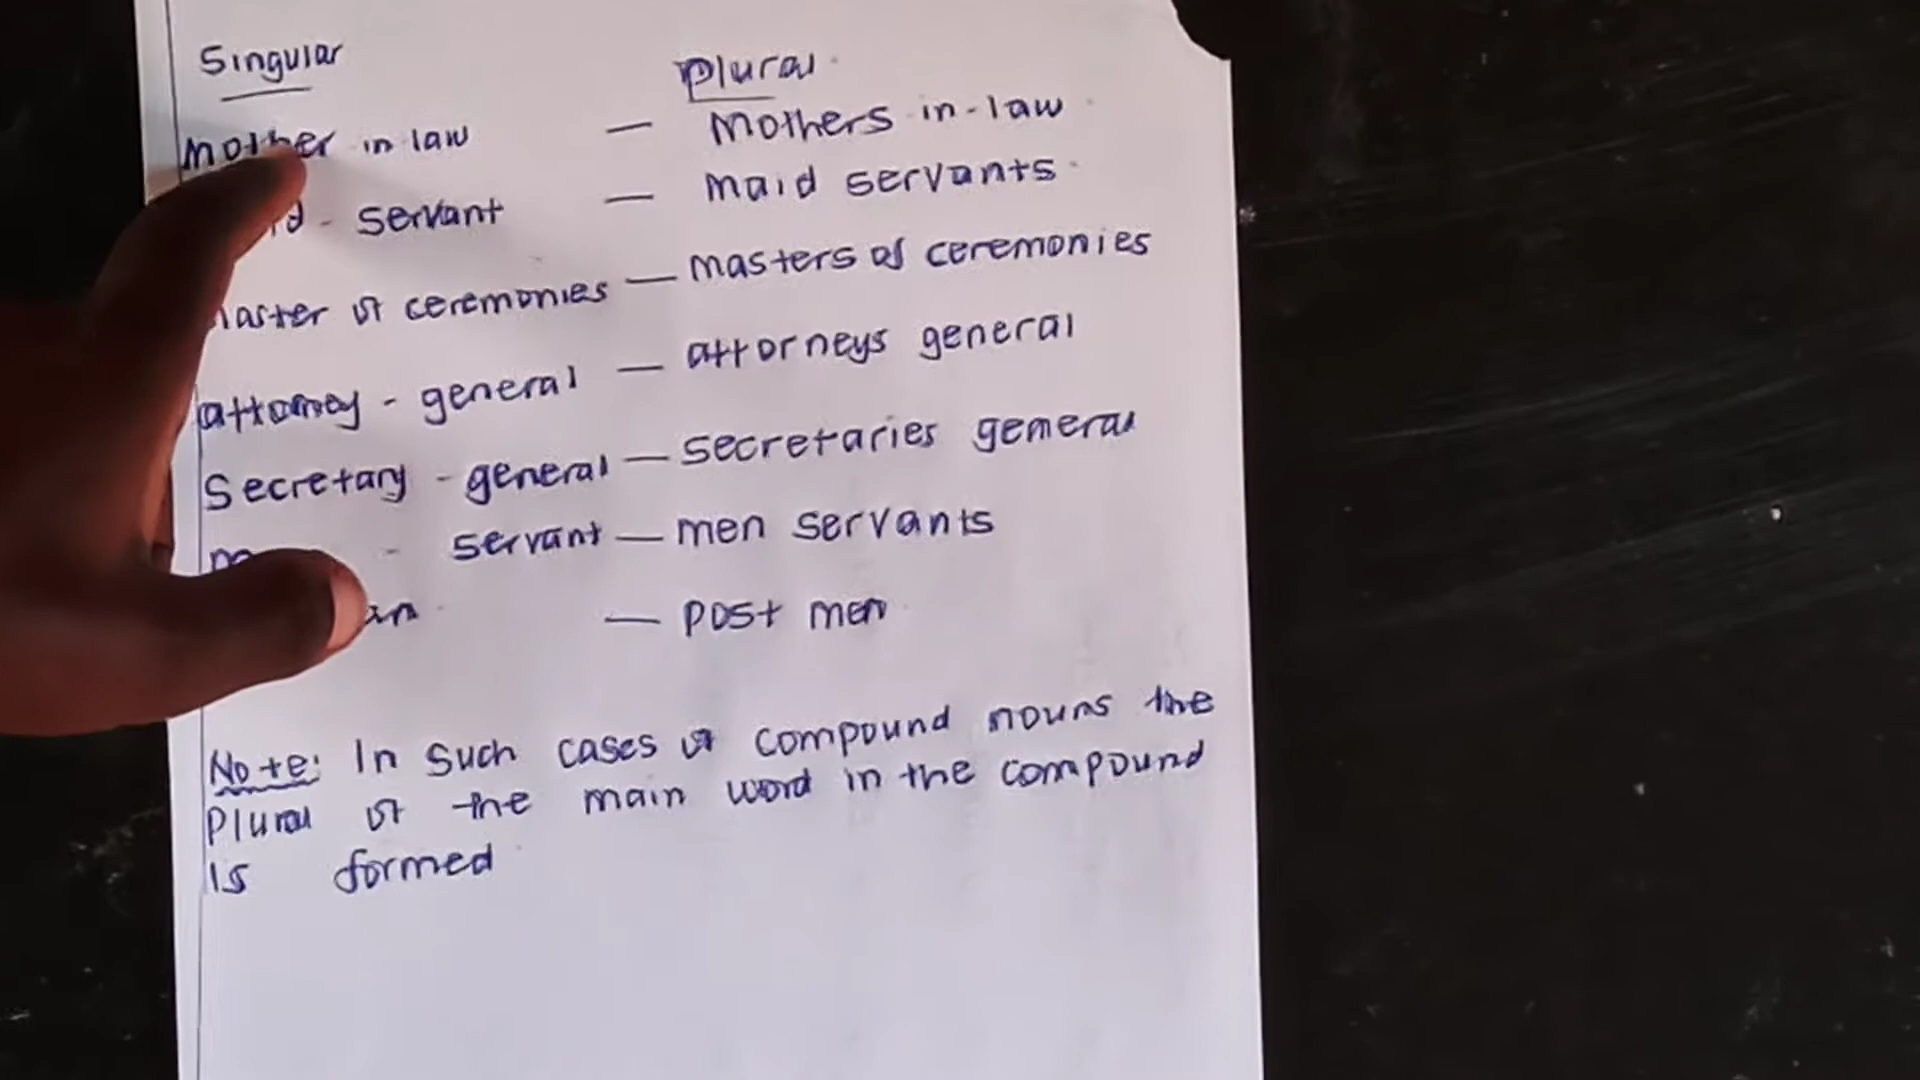 Singular Plural
Mother in law — Mothers in-law
servant — maid servants
of ceremonies — masters of ceremonies
attorney - general — attorneys general
Secretary - general — secretaries general
- servant — men servants
— post men
Note: In such cases of compound nouns the
Plural of the main word in the compound
is formed